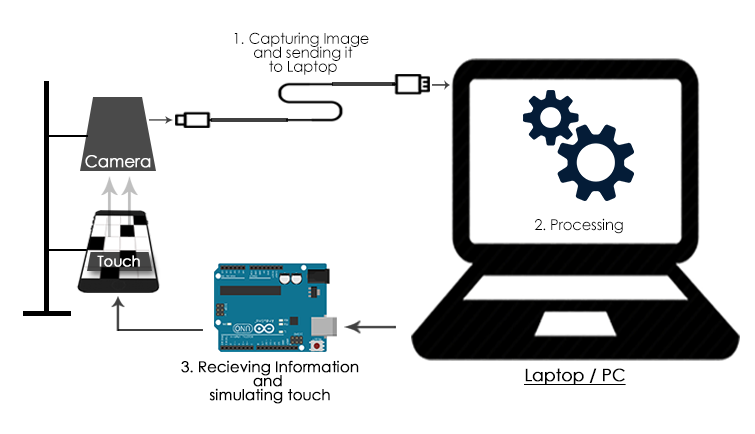 1. Capturing Image
and sending it
to Laptop
Camera
Touch
2. Processing
UNO
ARDUINO
3. Recieving Information
and
simulating touch
Laptop / PC